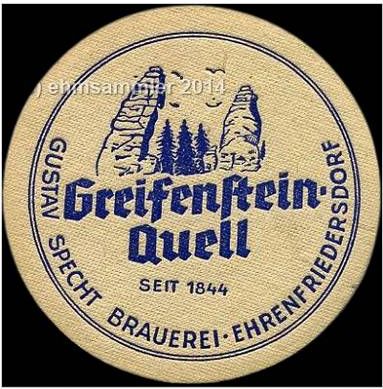 j ehmsammler 2014
Greifenstein-
Quell
SEIT 1844
GUSTAV SPECHT BRAUEREI · EHRENFRIEDERSDORF